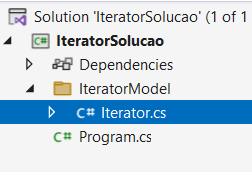 Solution 'IteratorSolucao' (1 of 1
C# IteratorSolucao
Dependencies
IteratorModel
C# Iterator.cs
C# Program.cs